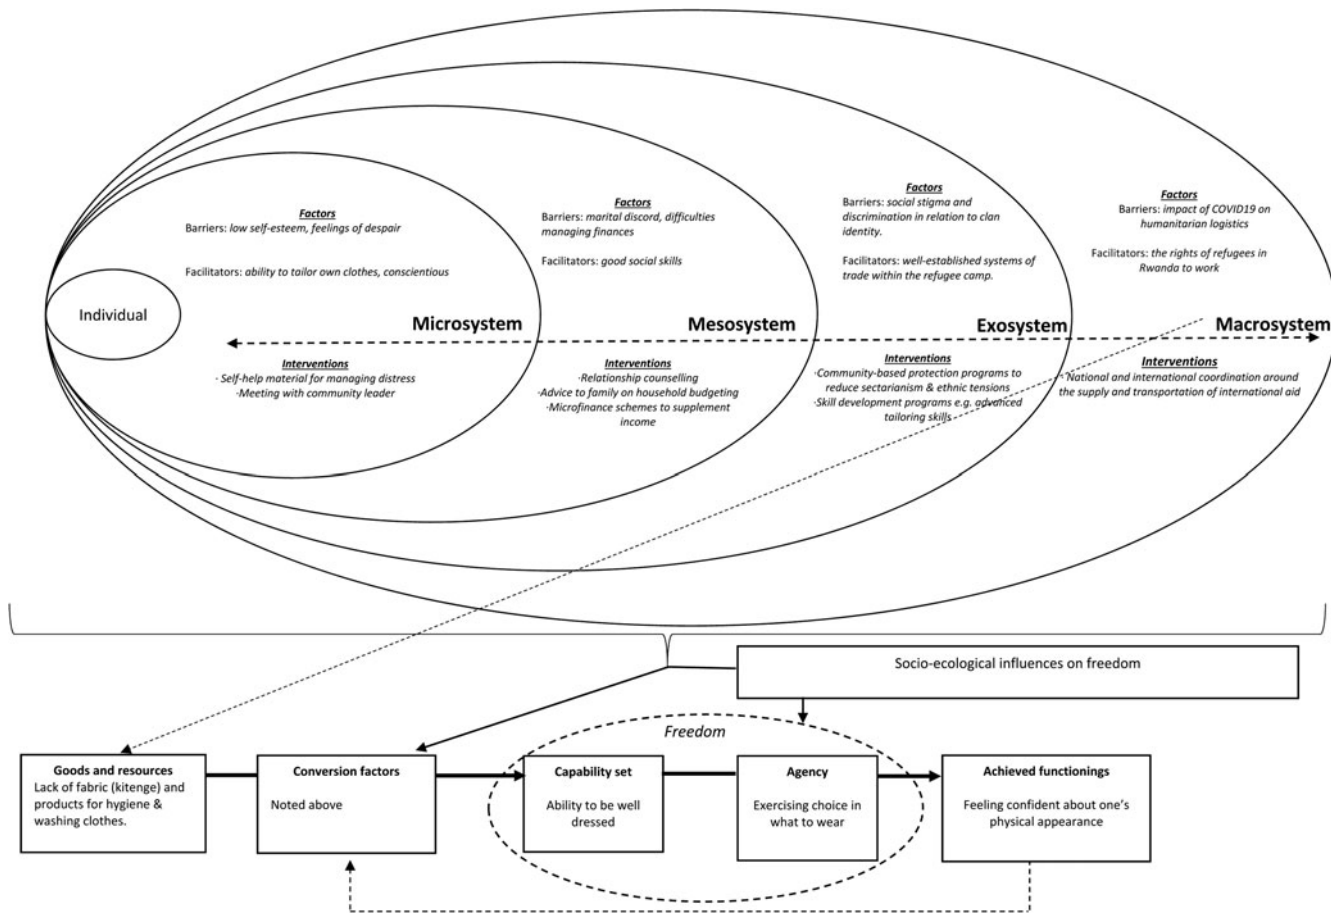 Factors
Barriers: low self-esteem, feelings of despair
Facilitators: ability to tailor own clothes, conscientious
Individual
Microsystem
Interventions
· Self-help material for managing distress
·Meeting with community leader
Factors
Barriers: marital discord, difficulties
managing finances
Facilitators: good social skills
Mesosystem
Interventions
·Relationship counselling
·Advice to family on household budgeting
·Microfinance schemes to supplement
income
Factors
Barriers: social stigma and
discrimination in relation to clan
identity.
Facilitators: well-established systems of
trade within the refugee camp.
Exosystem
Interventions
·Community-based protection programs to
reduce sectarianism & ethnic tensions
·Skill development programs e.g. advanced
tailoring skills
Factors
Barriers: impact of COVID19 on
humanitarian logistics
Facilitators: the rights of refugees in
Rwanda to work
Macrosystem
Interventions
· National and international coordination around
the supply and transportation of international aid
Socio-ecological influences on freedom
Freedom
Goods and resources
Lack of fabric (kitenge) and
products for hygiene &
washing clothes.
Conversion factors
Noted above
Capability set
Ability to be well
dressed
Agency
Exercising choice in
what to wear
Achieved functionings
Feeling confident about one's
physical appearance